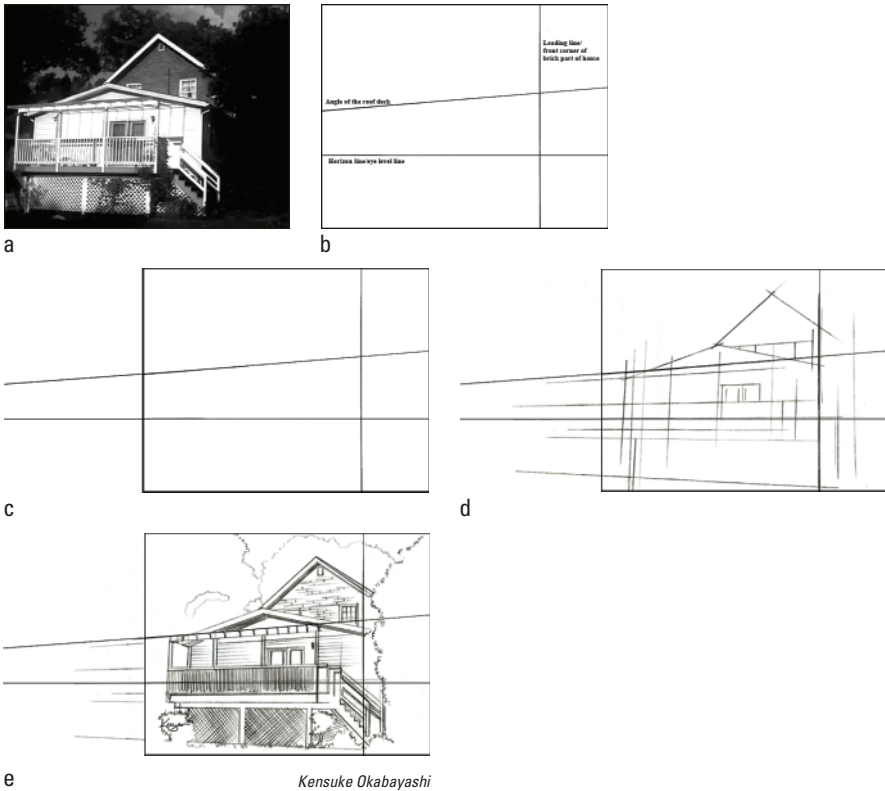 Leading line/
front corner of
brick part of house
Angle of the roof deck
Horizon line/eye level line
a
b
c
d
e
Kensuke Okabayashi